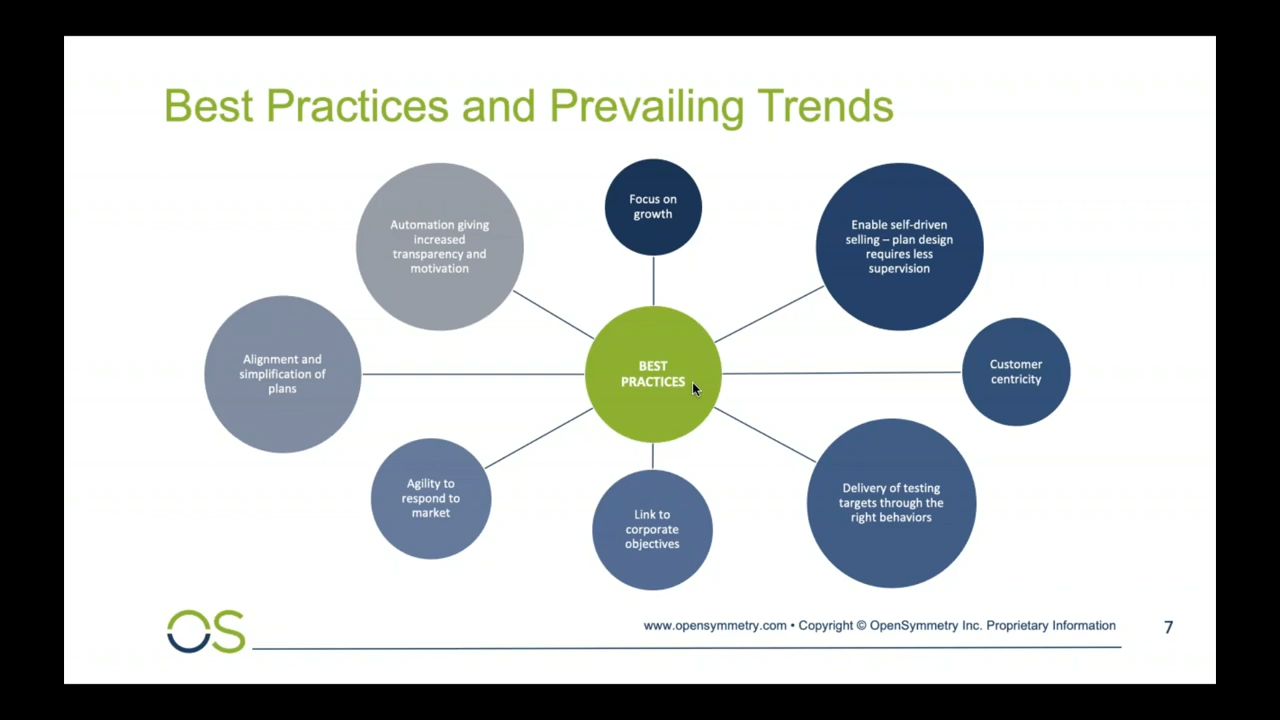 Best Practices and Prevailing Trends
Focus on
growth
Automation giving
increased
transparency and
motivation
Enable self-driven
selling – plan design
requires less
supervision
Alignment and
simplification of
plans
BEST
PRACTICES
Customer
centricity
Agility to
respond to
market
Link to
corporate
objectives
Delivery of testing
targets through the
right behaviors
OS
www.opensymmetry.com • Copyright © OpenSymmetry Inc. Proprietary Information
7